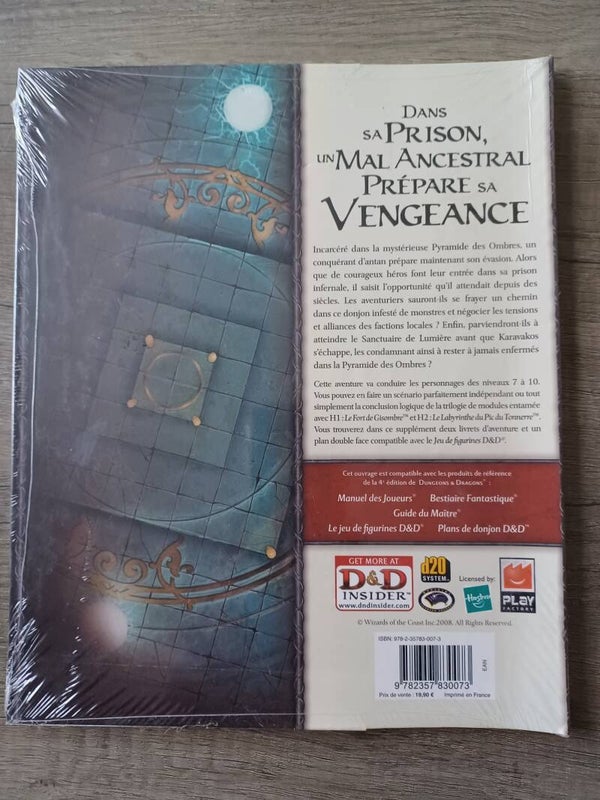 DANS
SA PRISON,
UN MAL ANCESTRAL
PRÉPARE SA
VENGEANCE
Incarcéré dans la mystérieuse Pyramide des Ombres, un
conquérant d'antan prépare maintenant son évasion. Alors
que de courageux héros font leur entrée dans sa prison
infernale, il saisit l'opportunité qu'il attendait depuis des
siècles. Les aventuriers sauront-ils se frayer un chemin
dans ce donjon infesté de monstres et négocier les tensions
et alliances des factions locales ? Enfin, parviendront-ils à
atteindre le Sanctuaire de Lumière avant que Karavakos
s'échappe, les condamnant ainsi à rester à jamais enfermés
dans la Pyramide des Ombres ?
Cette aventure va conduire les personnages des niveaux 7 à 10.
Vous pouvez en faire un scénario parfaitement indépendant ou tout
simplement la conclusion logique de la trilogie de modules entamée
avec H1 : Le Fort de Gisombre™ et H2 : Le Labyrinthe du Pic du Tonnerre™.
Vous trouverez dans ce supplément deux livrets d'aventure et un
plan double face compatible avec le Jeu de figurines D&D®.
Cet ouvrage est compatible avec les produits de référence
de la 4e édition de DUNGEONS & DRAGONS® :
Manuel des Joueurs® Bestiaire Fantastique®
Guide du Maître®
Le jeu de figurines D&D® Plans de donjon D&D™
GET MORE AT
D&D
INSIDER™
www.dndinsider.com
d20
SYSTEM
Licensed by:
Hasbro
PLAY
FACTORY
© Wizards of the Coast Inc.2008. All Rights Reserved.
ISBN: 978-2-35783-007-3
EAN
9 782357 830073
Prix de vente : 19,90 € Imprimé en France